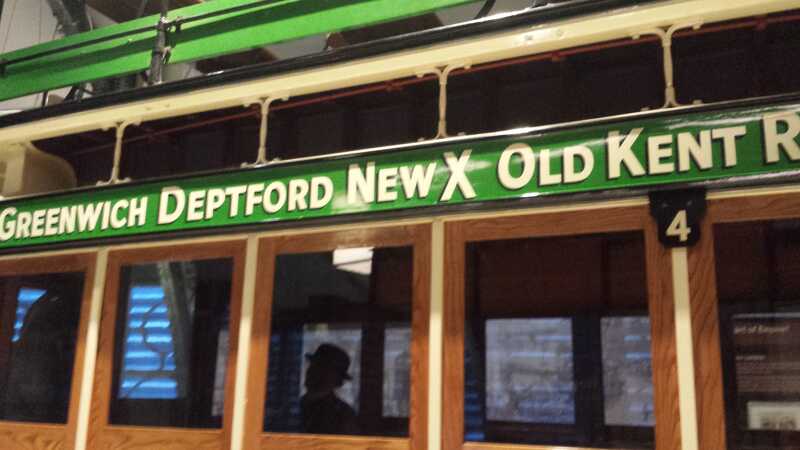 GREENWICH DEPTFORD NEW X OLD KENT R
4